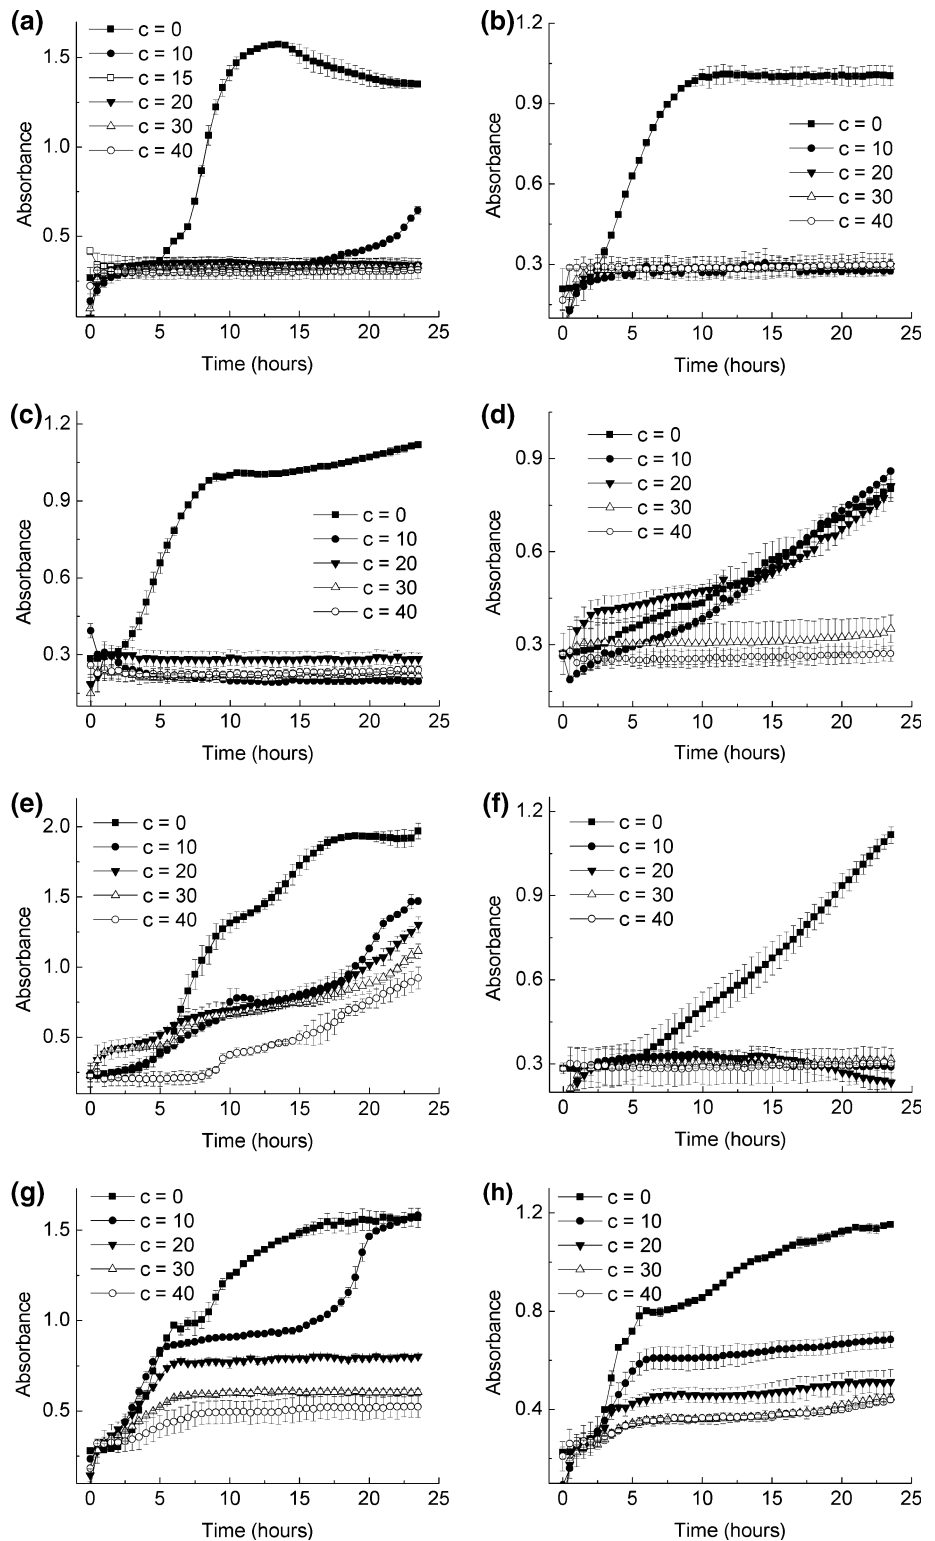 (a)
c = 0
c = 10
c = 15
c = 20
c = 30
c = 40
1.5
1.0
0.5
Absorbance
0 5 10 15 20 25
Time (hours)
(b)
1.2
0.9
0.6
0.3
Absorbance
c = 0
c = 10
c = 20
c = 30
c = 40
0 5 10 15 20 25
Time (hours)
(c)
1.2
0.9
0.6
0.3
Absorbance
c = 0
c = 10
c = 20
c = 30
c = 40
0 5 10 15 20 25
Time (hours)
(d)
c = 0
c = 10
c = 20
c = 30
c = 40
0.9
0.6
0.3
Absorbance
0 5 10 15 20 25
Time (hours)
(e)
c = 0
c = 10
c = 20
c = 30
c = 40
2.0
1.5
1.0
0.5
Absorbance
0 5 10 15 20 25
Time (hours)
(f)
1.2
0.9
0.6
0.3
Absorbance
c = 0
c = 10
c = 20
c = 30
c = 40
0 5 10 15 20 25
Time (hours)
(g)
c = 0
c = 10
c = 20
c = 30
c = 40
1.5
1.0
0.5
Absorbance
0 5 10 15 20 25
Time (hours)
(h)
c = 0
c = 10
c = 20
c = 30
c = 40
1.2
0.8
0.4
Absorbance
0 5 10 15 20 25
Time (hours)